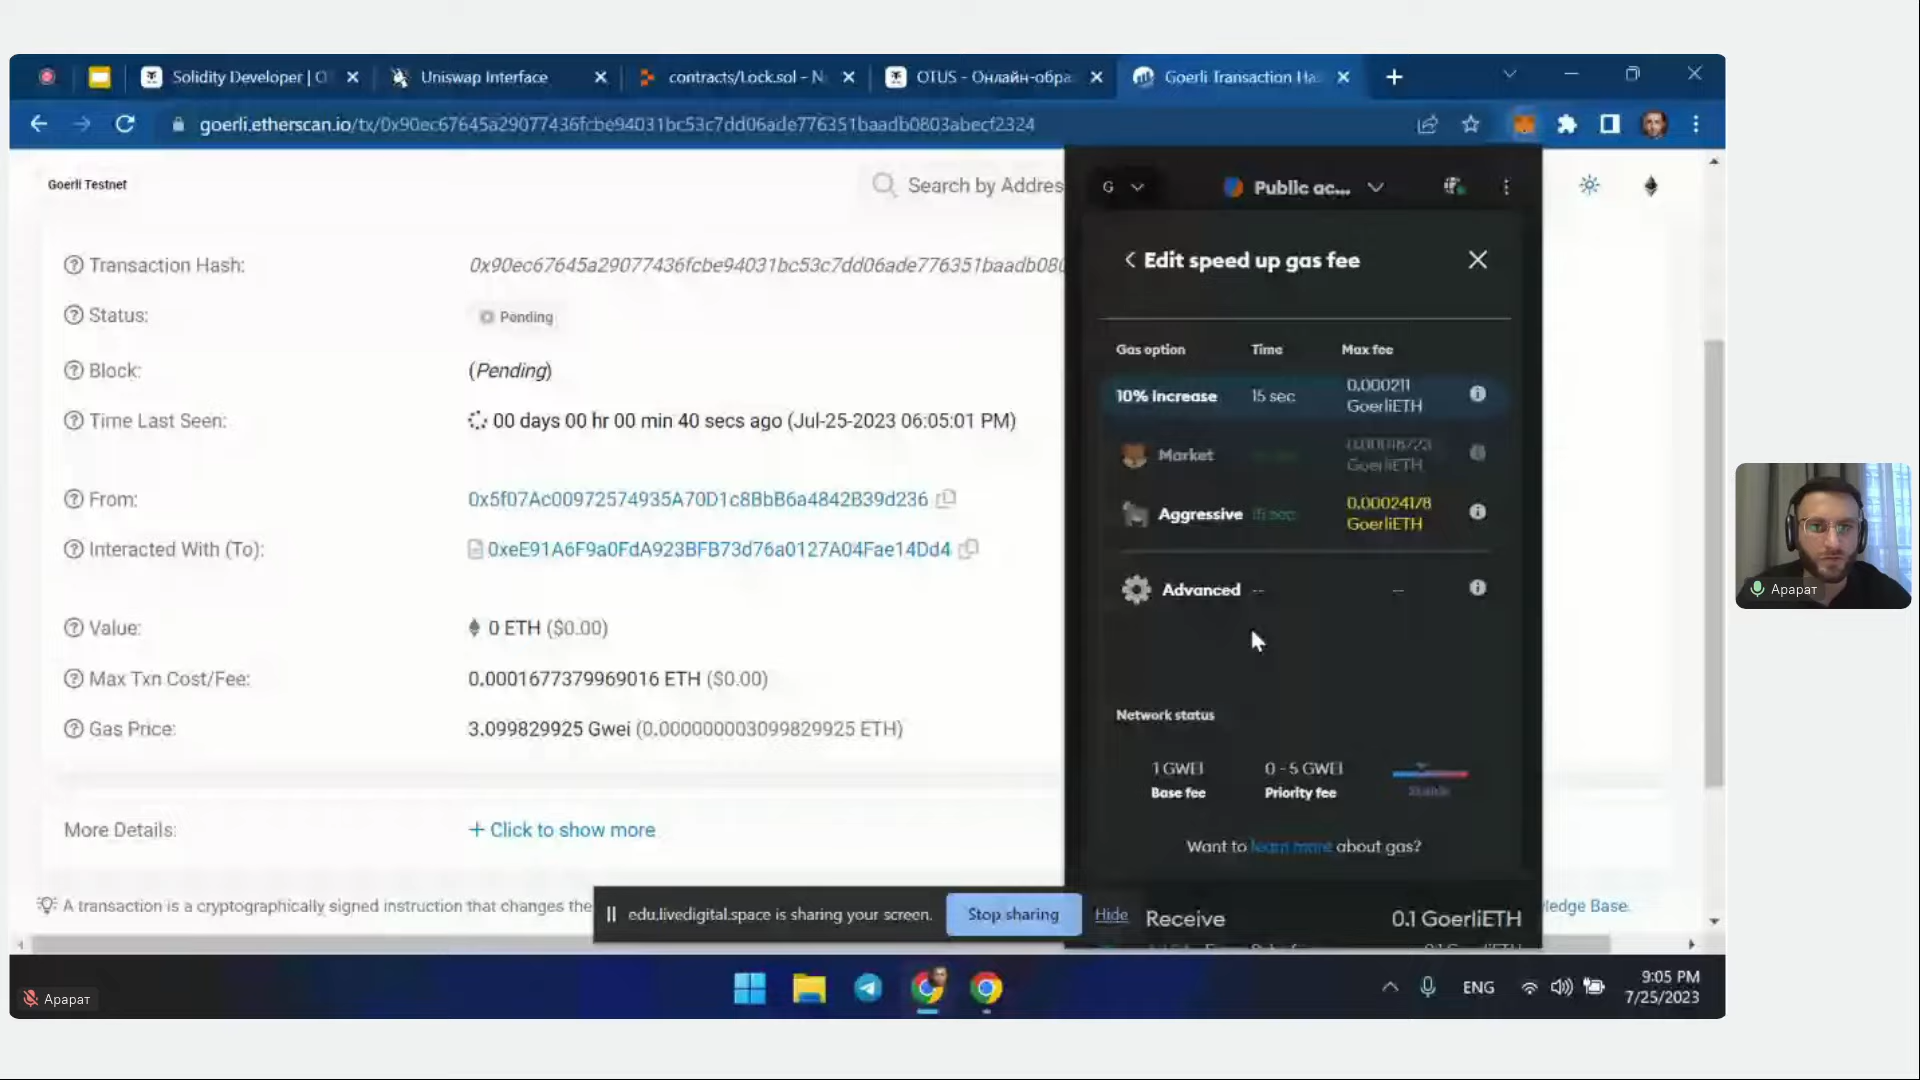 Solidity Developer | O
Uniswap Interface
contracts/Lock.sol - N
OTUS - Онлайн-обра
Goerli Transaction Ha
goerli.etherscan.io/tx/0x90ec67645a29077436fcbe94031bc53c7dd06ade776351baadb0803abecf2324
Goerli Testnet
Search by Addres
Transaction Hash:
0x90ec67645a29077436fcbe94031bc53c7dd06ade776351baadb080
Status:
Pending
Block:
(Pending)
Time Last Seen:
00 days 00 hr 00 min 40 secs ago (Jul-25-2023 06:05:01 PM)
From:
0x5f07Ac00972574935A70D1c8BbB6a4842B39d236
Interacted With (To):
0xeE91A6F9a0FdA923BFB73d76a0127A04Fae14Dd4
Value:
0 ETH ($0.00)
Max Txn Cost/Fee:
0.0001677379969016 ETH ($0.00)
Gas Price:
3.099829925 Gwei (0.000000003099829925 ETH)
More Details:
+ Click to show more
A transaction is a cryptographically signed instruction that changes the
ledge Base.
G
Public ac...
Edit speed up gas fee
Gas option Time Max fee
10% increase 15 sec 0.000211 GoerliETH
Market GoerliETH
Aggressive 15 sec 0.00024178 GoerliETH
Advanced -- --
Network status
1 GWEI 0 - 5 GWEI
Base fee Priority fee
Stable
Want to learn more about gas?
Receive 0.1 GoerliETH
edu.livedigital.space is sharing your screen.
Stop sharing
Hide
ENG
9:05 PM
7/25/2023
Арарат
Арарат